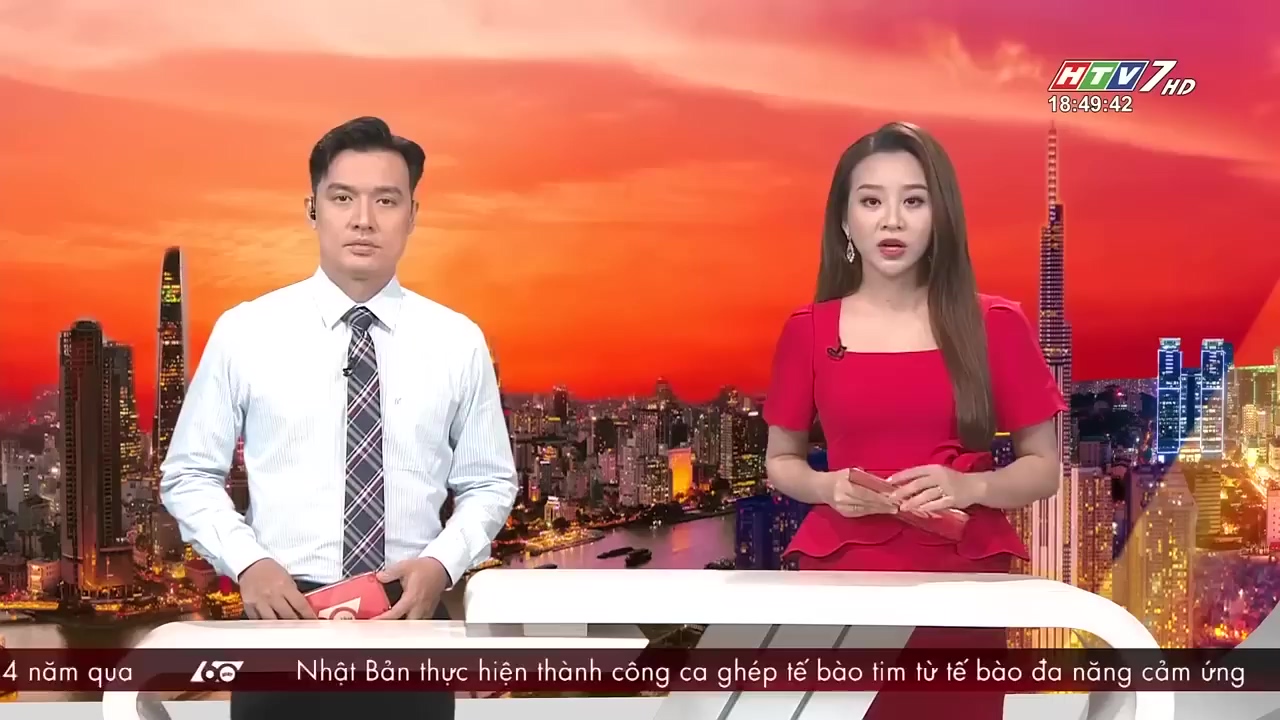 HTV7 HD
18:49:42
4 năm qua 60 Nhật Bản thực hiện thành công ca ghép tế bào tim từ tế bào đa năng cảm ứng